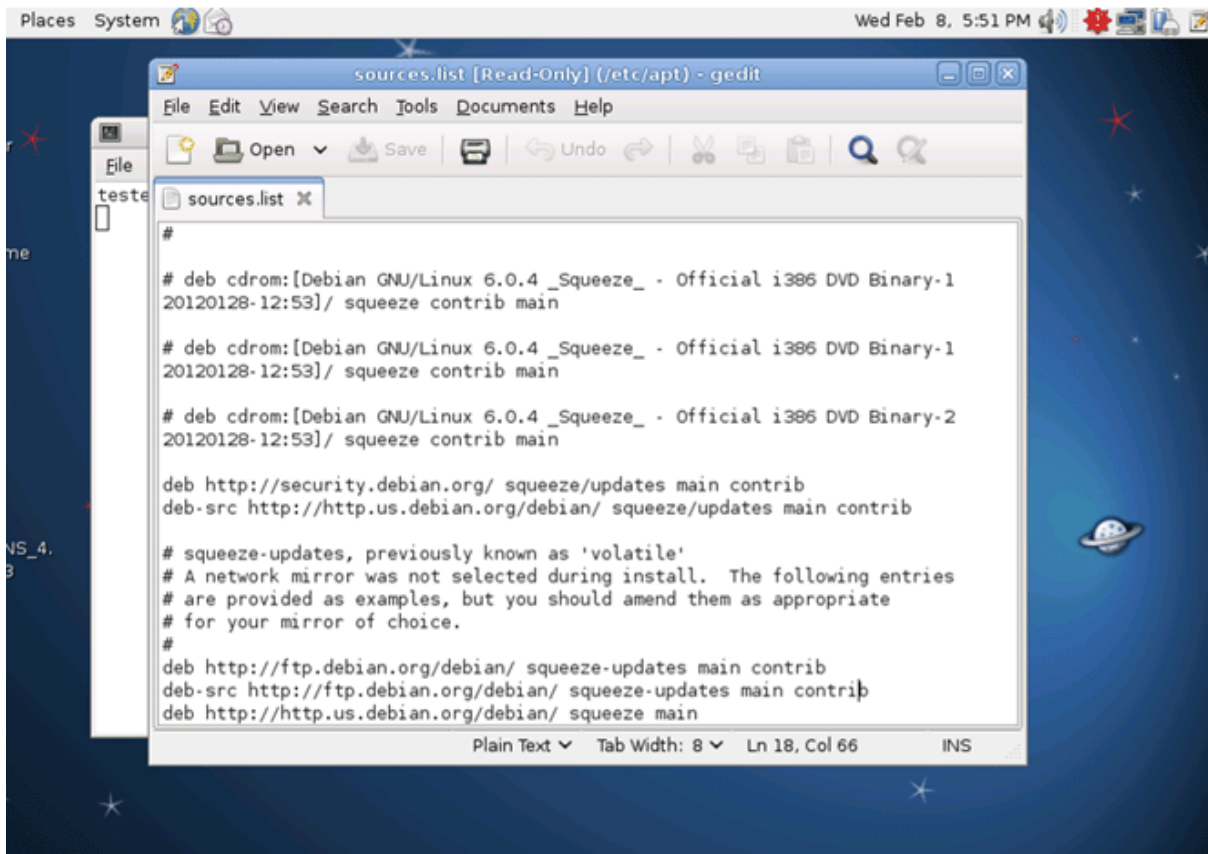 Places System Wed Feb 8, 5:51 PM
sources.list [Read-Only] (/etc/apt) - gedit
File Edit View Search Tools Documents Help
Open Save Undo
sources.list
File
teste
#
# deb cdrom:[Debian GNU/Linux 6.0.4 _Squeeze_ - Official i386 DVD Binary-1
20120128-12:53]/ squeeze contrib main
# deb cdrom:[Debian GNU/Linux 6.0.4 _Squeeze_ - Official i386 DVD Binary-1
20120128-12:53]/ squeeze contrib main
# deb cdrom:[Debian GNU/Linux 6.0.4 _Squeeze_ - Official i386 DVD Binary-2
20120128-12:53]/ squeeze contrib main
deb http://security.debian.org/ squeeze/updates main contrib
deb-src http://http.us.debian.org/debian/ squeeze/updates main contrib
# squeeze-updates, previously known as 'volatile'
# A network mirror was not selected during install.  The following entries
# are provided as examples, but you should amend them as appropriate
# for your mirror of choice.
#
deb http://ftp.debian.org/debian/ squeeze-updates main contrib
deb-src http://ftp.debian.org/debian/ squeeze-updates main contrib
deb http://http.us.debian.org/debian/ squeeze main
Plain Text Tab Width: 8 Ln 18, Col 66 INS
r
me
NS_4.
3